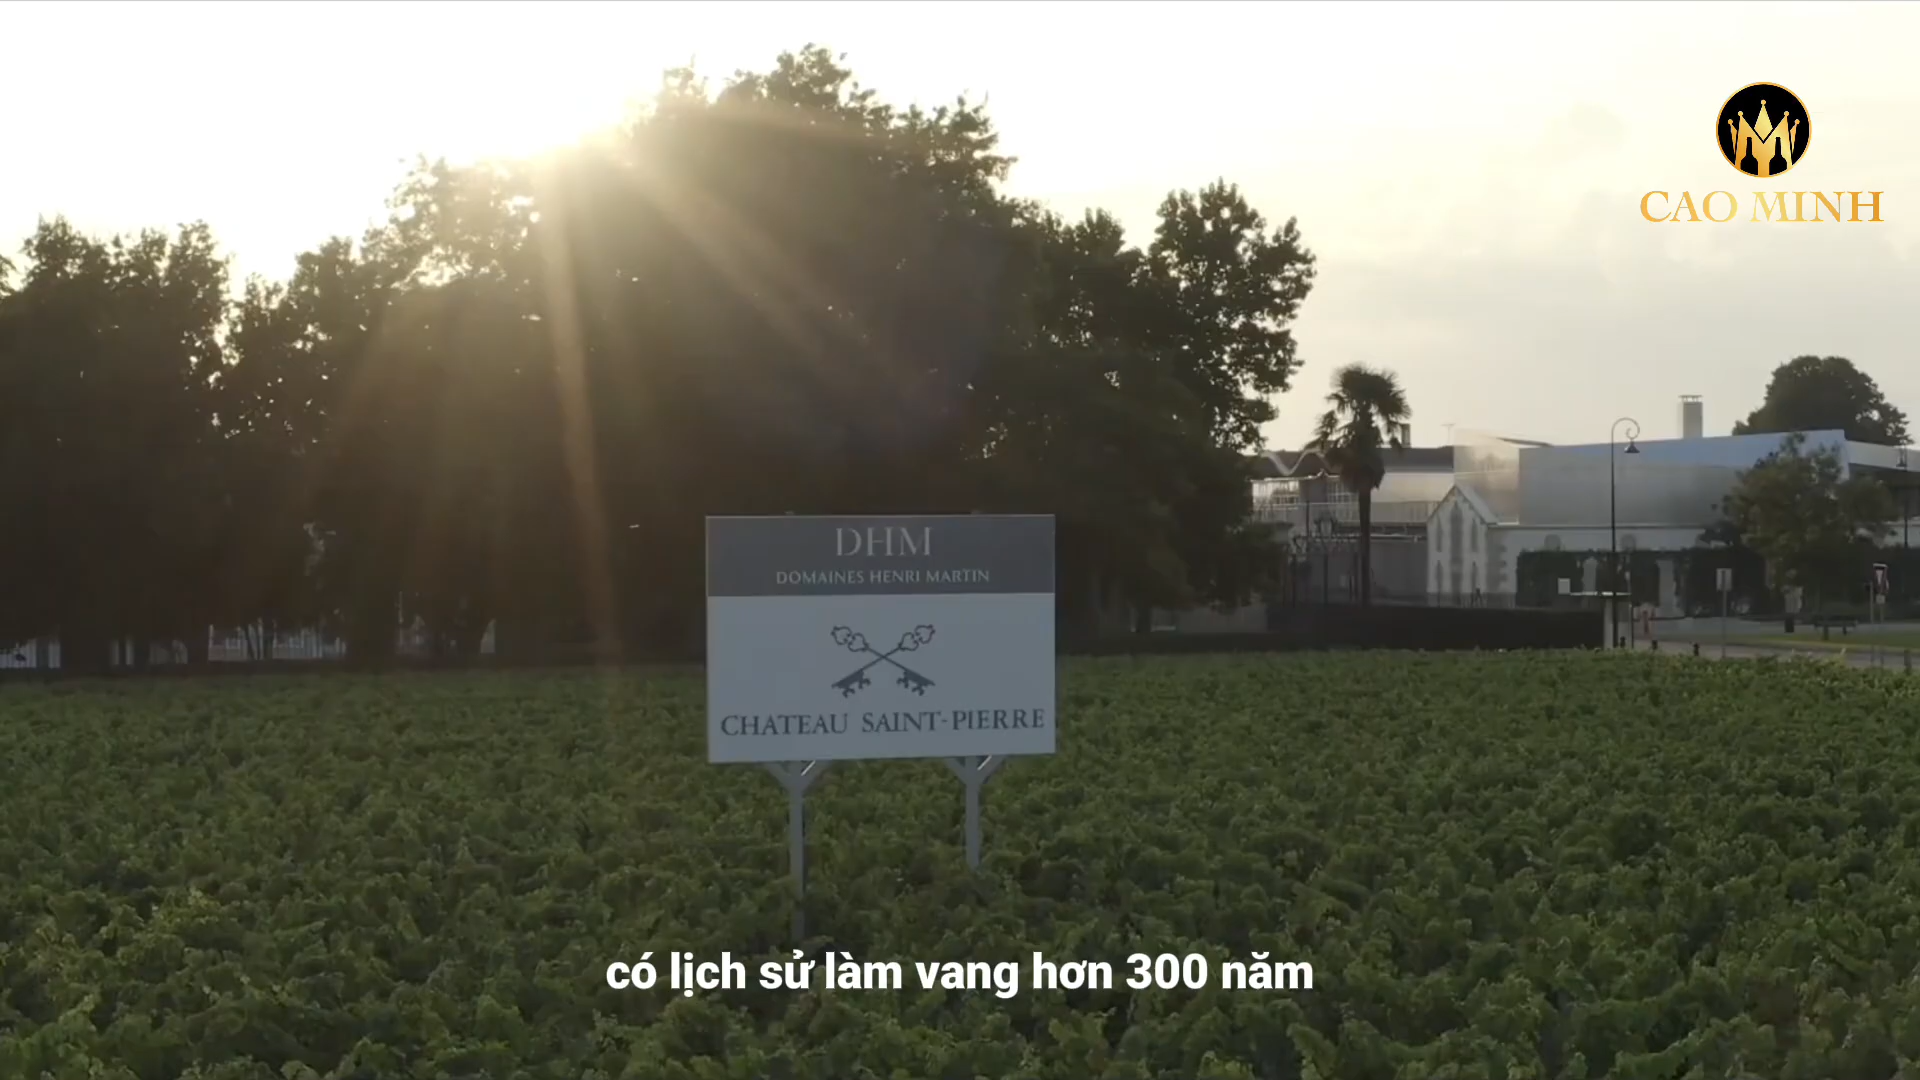 CAO MINH
DHM
DOMAINES HENRI MARTIN
CHATEAU SAINT-PIERRE
có lịch sử làm vang hơn 300 năm